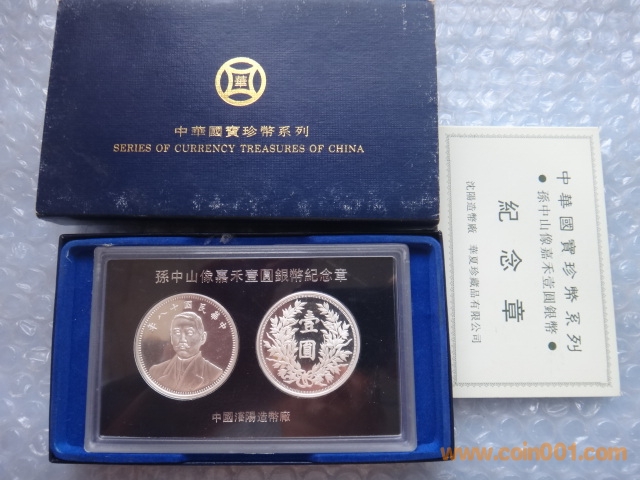 華
中華國寶珍幣系列
SERIES OF CURRENCY TREASURES OF CHINA
孫中山像嘉禾壹圓銀幣紀念章
中華民國十八年
壹圓
中國瀋陽造幣廠
中華國寶珍幣系列
●孫中山像嘉禾壹圓銀幣●
紀念章
沈陽造幣廠 華夏珍藏品有限公司
www.coin001.com